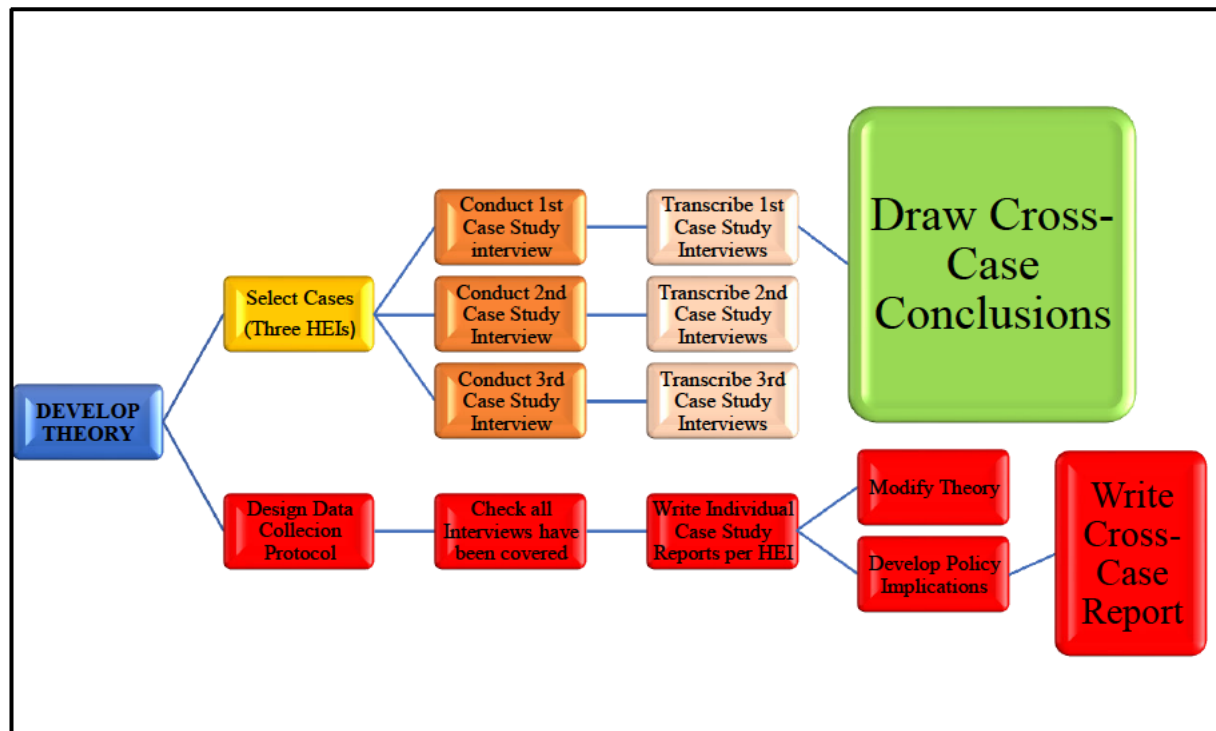 DEVELOP
THEORY
Select Cases
(Three HEIs)
Conduct 1st
Case Study
interview
Transcribe 1st
Case Study
Interviews
Draw Cross-
Case
Conclusions
Conduct 2nd
Case Study
Interview
Transcribe 2nd
Case Study
Interviews
Conduct 3rd
Case Study
Interview
Transcribe 3rd
Case Study
Interviews
Design Data
Collecion
Protocol
Check all
Interviews have
been covered
Write Individual
Case Study
Reports per HEI
Modify Theory
Develop Policy
Implications
Write
Cross-
Case
Report